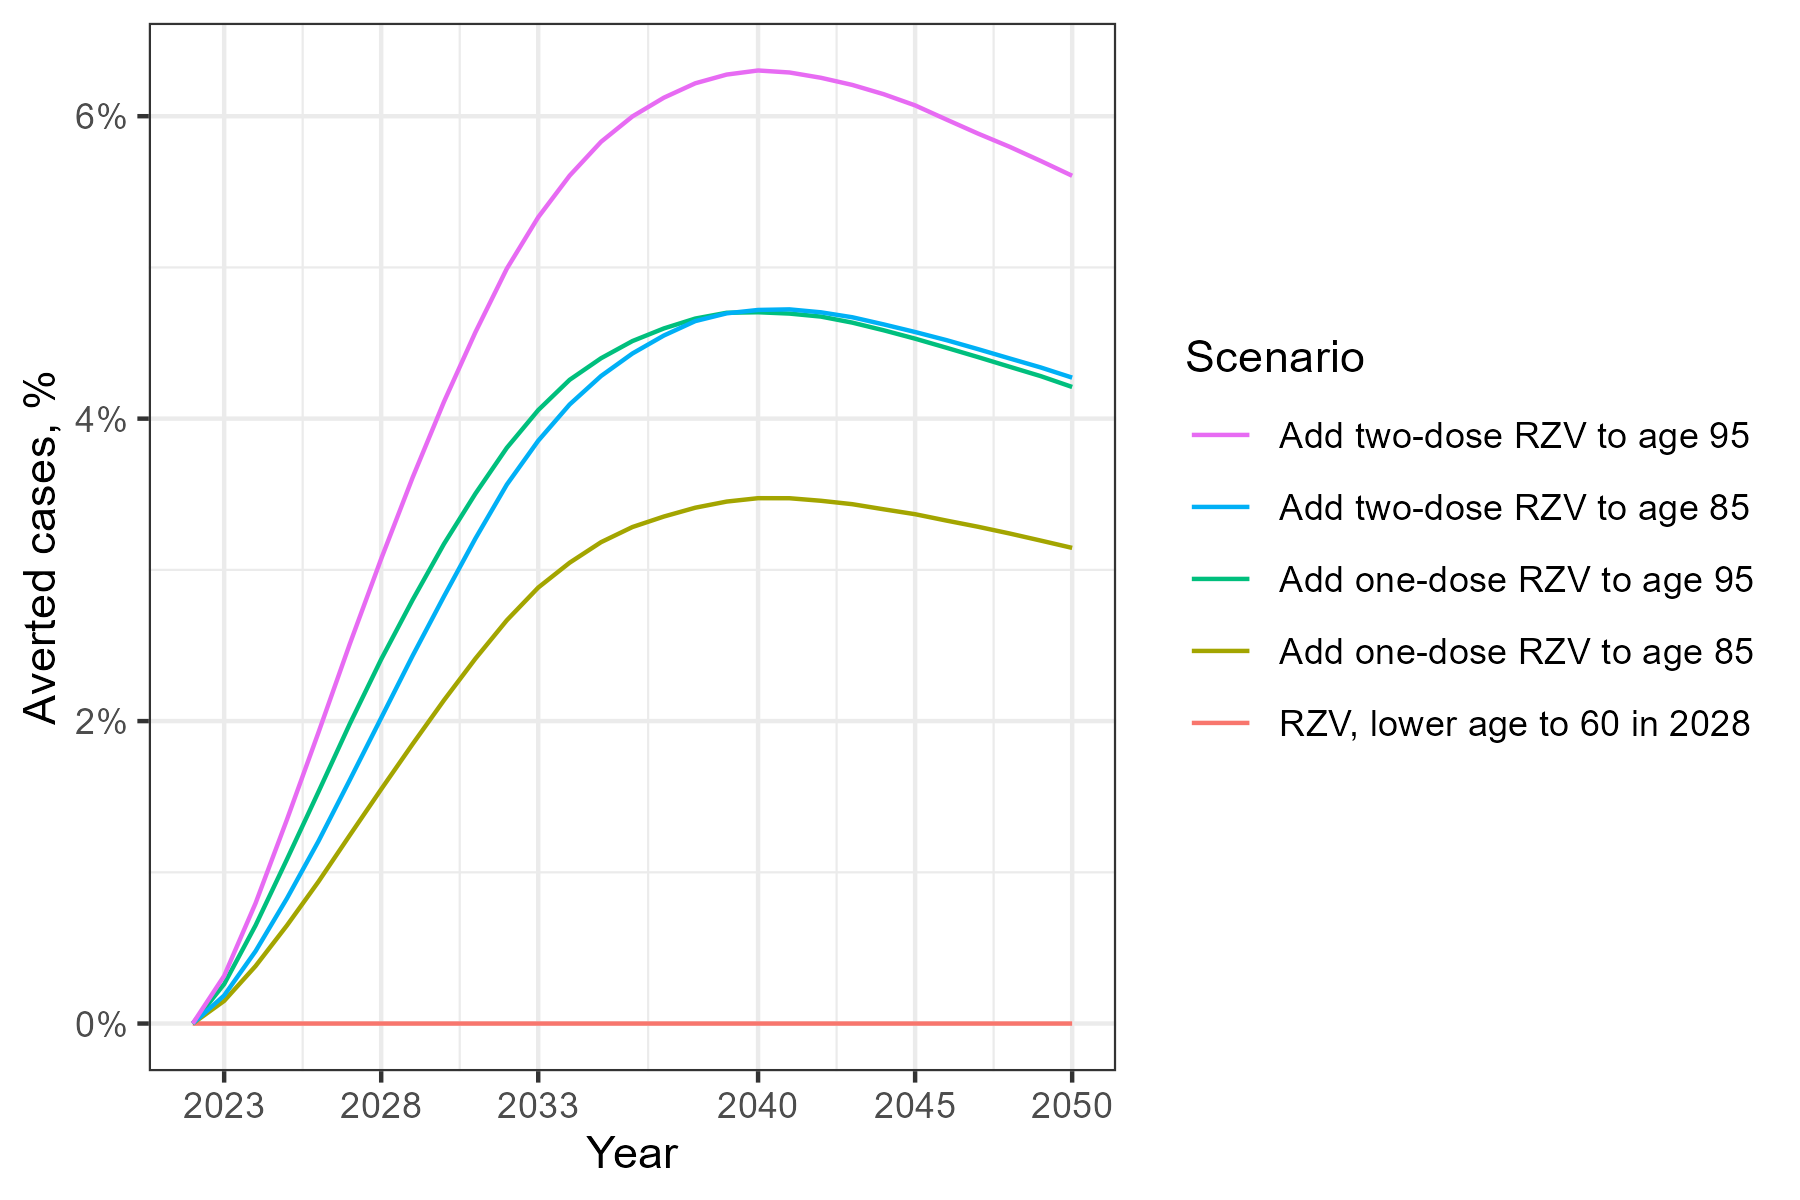 Averted cases, %
6%
4%
2%
0%
2023 2028 2033 2040 2045 2050
Year
Scenario
Add two-dose RZV to age 95
Add two-dose RZV to age 85
Add one-dose RZV to age 95
Add one-dose RZV to age 85
RZV, lower age to 60 in 2028